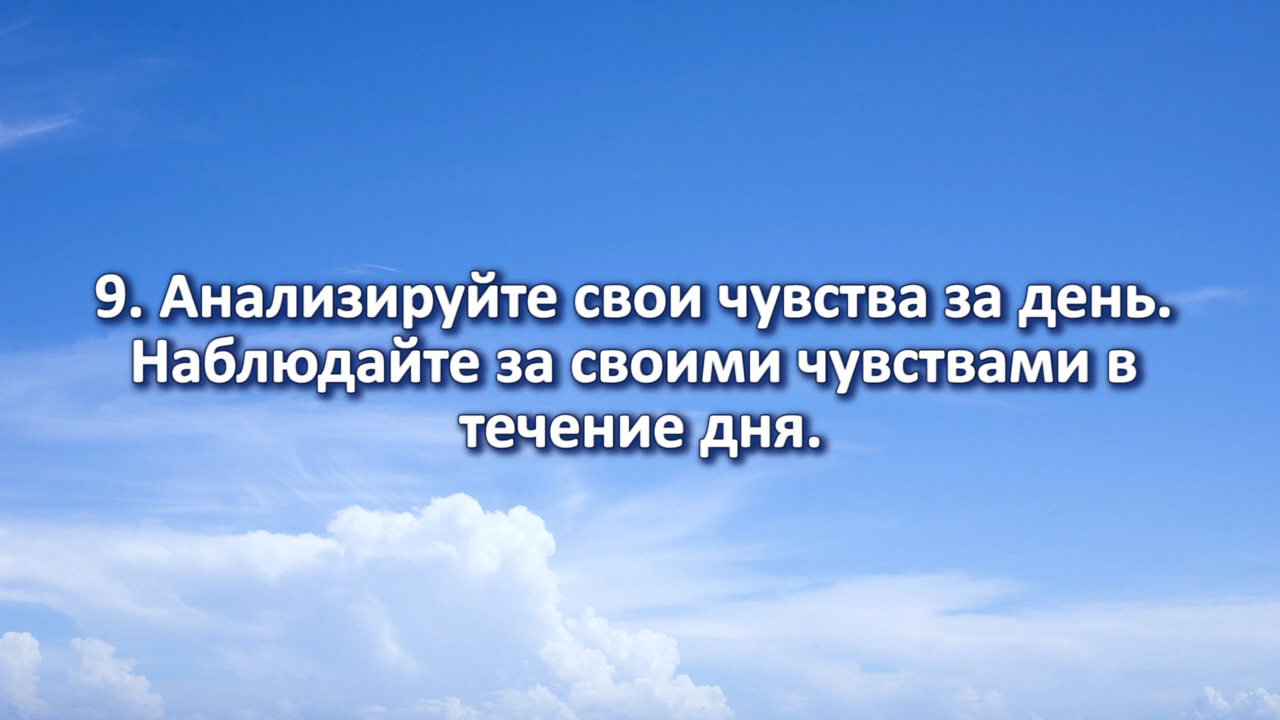 9. Анализируйте свои чувства за день.
Наблюдайте за своими чувствами в
течение дня.